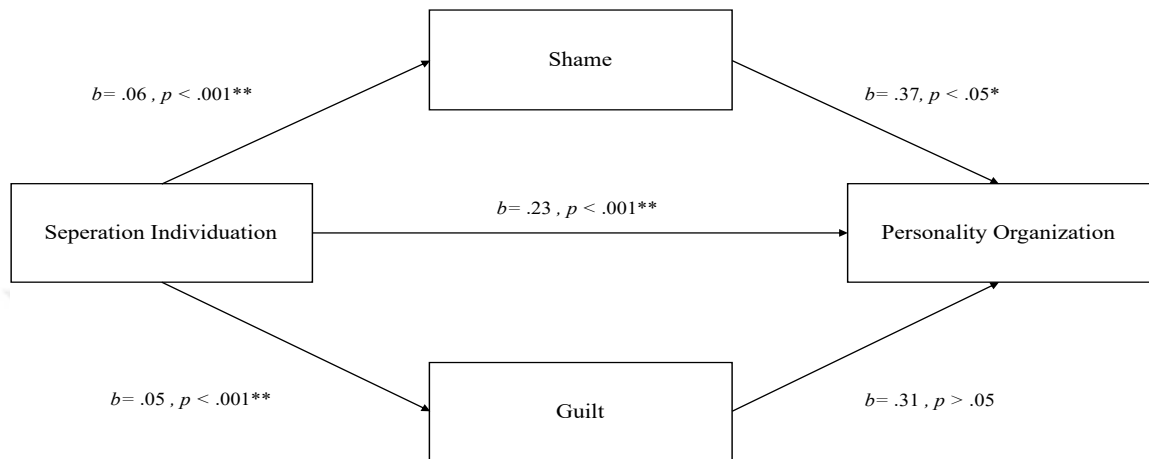 Shame
b= .06 , p < .001**
b= .37, p < .05*
b= .23 , p < .001**
Seperation Individuation
Personality Organization
b= .05 , p < .001**
b= .31 , p > .05
Guilt